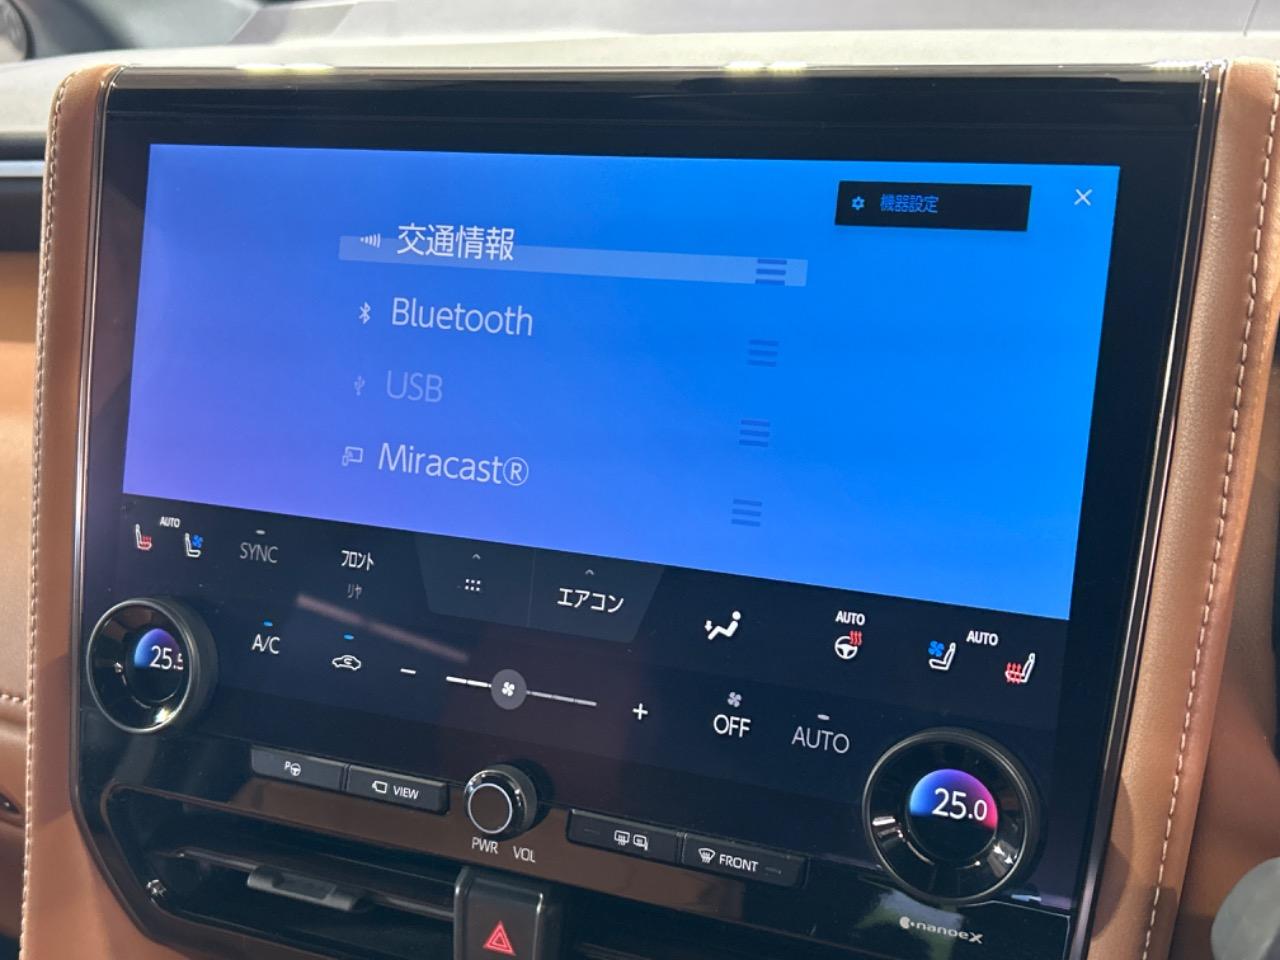 機器設定
交通情報
Bluetooth
USB
Miracast®
AUTO
SYNC
フロント
リヤ
エアコン
AUTO
AUTO
25.5
A/C
OFF
AUTO
25.0
P
VIEW
PWR VOL
FRONT
nanoeX